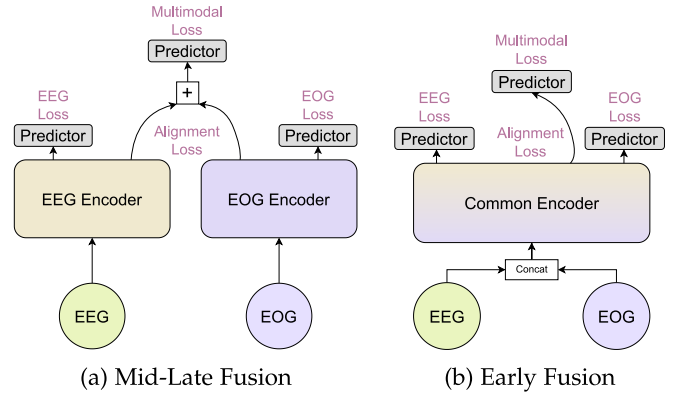 Multimodal
Loss
Predictor
+
EEG
Loss
Predictor
Alignment
Loss
EOG
Loss
Predictor
EEG Encoder
EOG Encoder
EEG
EOG
(a) Mid-Late Fusion
Multimodal
Loss
Predictor
EEG
Loss
Predictor
Alignment
Loss
EOG
Loss
Predictor
Common Encoder
Concat
EEG
EOG
(b) Early Fusion